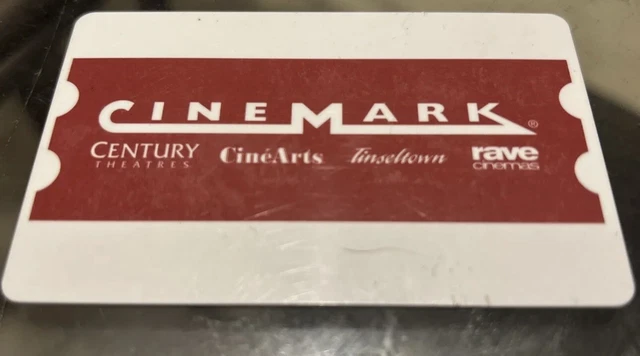 CINEMARK®
CENTURY THEATRES CinéArts Tinseltown rave cinemas